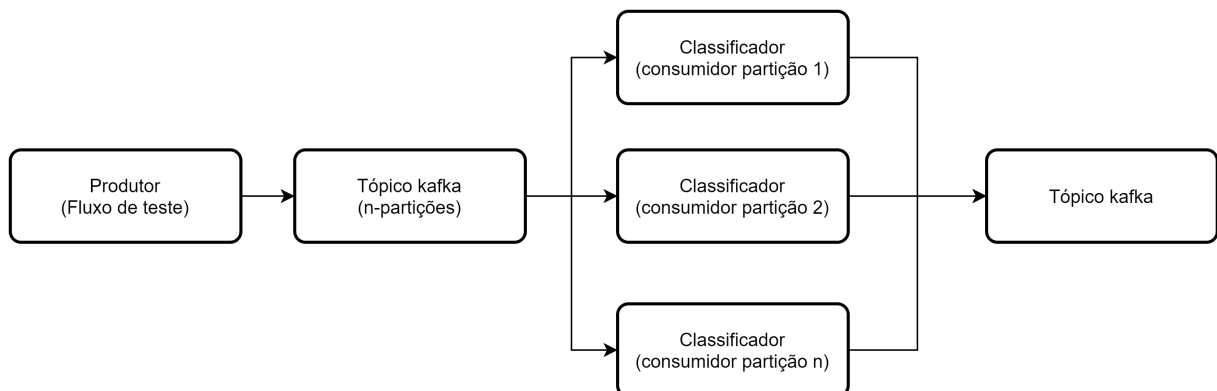 Classificador
(consumidor partição 1)
Produtor
(Fluxo de teste)
Tópico kafka
(n-partições)
Classificador
(consumidor partição 2)
Tópico kafka
Classificador
(consumidor partição n)